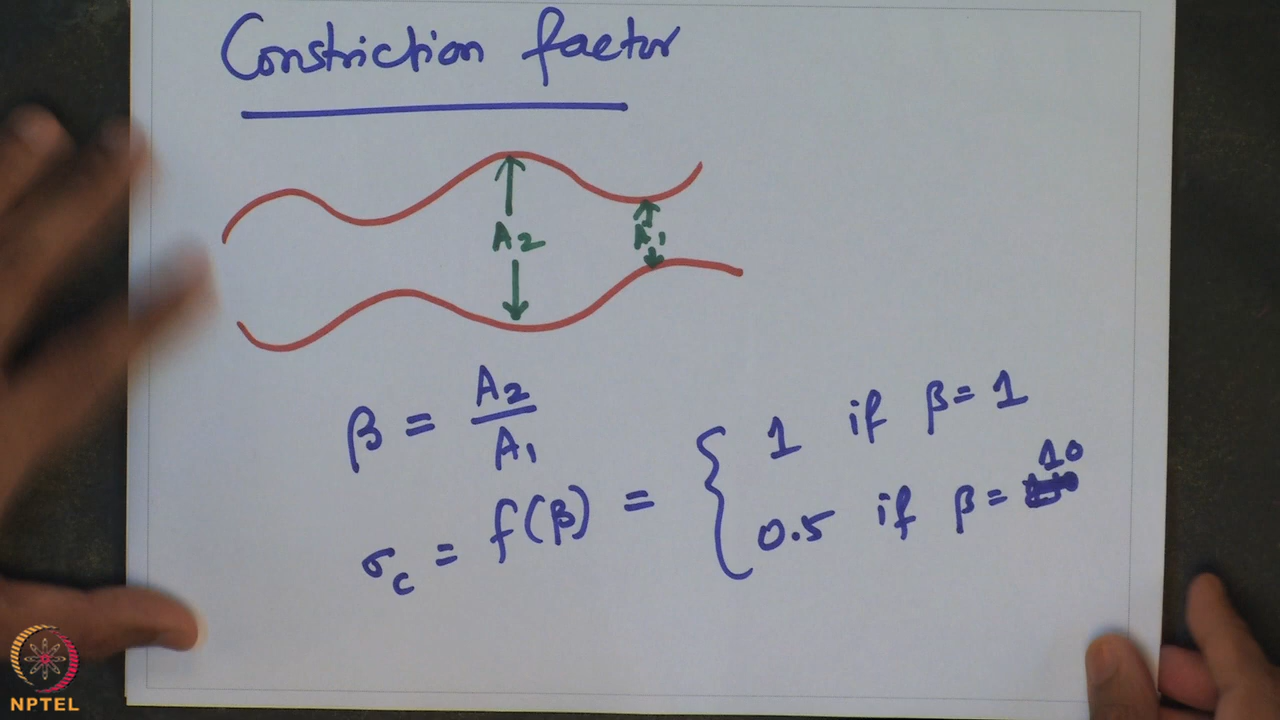 Constriction factor
A2
A1
β = A2/A1
σc = f(β) = { 1 if β = 1
0.5 if β = 10
NPTEL